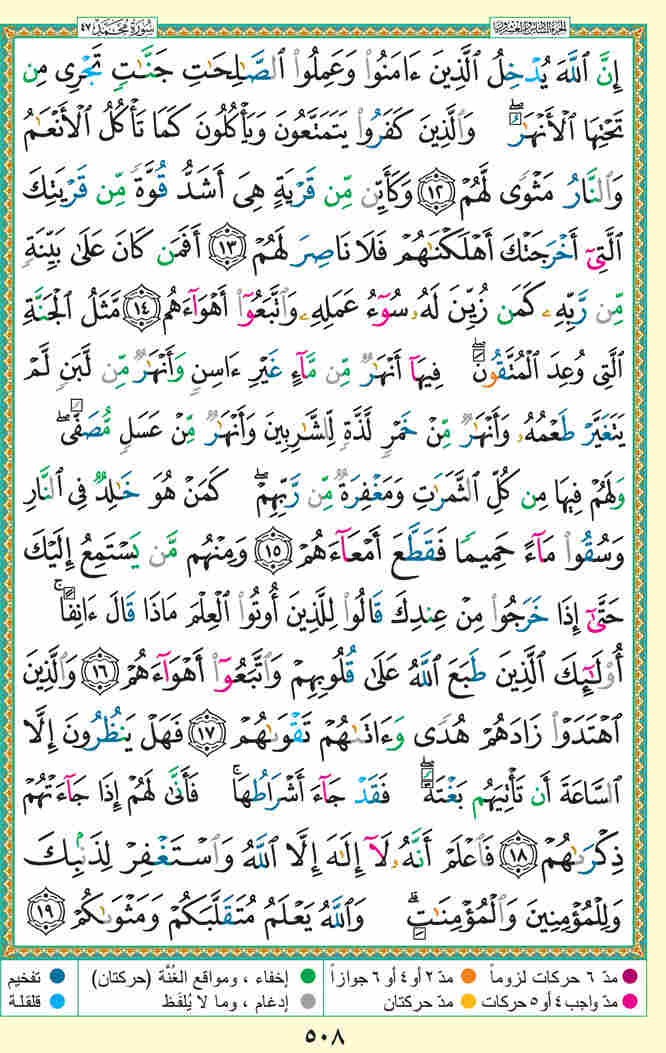 سُورَةُ مُحَمَّد ٤٧
الجزء السادس والعشرون
إِنَّ ٱللَّهَ يُدۡخِلُ ٱلَّذِينَ ءَامَنُواْ وَعَمِلُواْ ٱلصَّـٰلِحَـٰتِ جَنَّـٰتٖ تَجۡرِى مِن
تَحۡتِهَا ٱلۡأَنۡهَـٰرُۖ وَٱلَّذِينَ كَفَرُواْ يَتَمَتَّعُونَ وَيَأۡكُلُونَ كَمَا تَأۡكُلُ ٱلۡأَنۡعَـٰمُ
وَٱلنَّارُ مَثۡوٗى لَّهُمۡ ١٢ وَكَأَيِّن مِّن قَرۡيَةٍ هِىَ أَشَدُّ قُوَّةٗ مِّن قَرۡيَتِكَ
ٱلَّتِىٓ أَخۡرَجَتۡكَ أَهۡلَكۡنَـٰهُمۡ فَلَا نَاصِرَ لَهُمۡ ١٣ أَفَمَن كَانَ عَلَىٰ بَيِّنَةٖ
مِّن رَّبِّهِۦ كَمَن زُيِّنَ لَهُۥ سُوٓءُ عَمَلِهِۦ وَٱتَّبَعُوٓاْ أَهۡوَآءَهُم ١٤ مَّثَلُ ٱلۡجَنَّةِ
ٱلَّتِى وُعِدَ ٱلۡمُتَّقُونَۖ فِيهَآ أَنۡهَـٰرٞ مِّن مَّآءٍ غَيۡرِ ءَاسِنٖ وَأَنۡهَـٰرٞ مِّن لَّبَنٖ لَّمۡ
يَتَغَيَّرۡ طَعۡمُهُۥ وَأَنۡهَـٰرٞ مِّنۡ خَمۡرٖ لَّذَّةٖ لِّلشَّـٰرِبِينَ وَأَنۡهَـٰرٞ مِّنۡ عَسَلٖ مُّصَفّٗىۖ
وَلَهُمۡ فِيهَا مِن كُلِّ ٱلثَّمَرَٰتِ وَمَغۡفِرَةٞ مِّن رَّبِّهِمۡۖ كَمَنۡ هُوَ خَـٰلِدٞ فِى ٱلنَّارِ
وَسُقُواْ مَآءً حَمِيمٗا فَقَطَّعَ أَمۡعَآءَهُمۡ ١٥ وَمِنۡهُم مَّن يَسۡتَمِعُ إِلَيۡكَ
حَتَّىٰٓ إِذَا خَرَجُواْ مِنۡ عِندِكَ قَالُواْ لِلَّذِينَ أُوتُواْ ٱلۡعِلۡمَ مَاذَا قَالَ ءَانِفًاۚ
أُوْلَـٰٓئِكَ ٱلَّذِينَ طَبَعَ ٱللَّهُ عَلَىٰ قُلُوبِهِمۡ وَٱتَّبَعُوٓاْ أَهۡوَآءَهُمۡ ١٦ وَٱلَّذِينَ
ٱهۡتَدَوۡاْ زَادَهُمۡ هُدٗى وَءَاتَىٰهُمۡ تَقۡوَىٰهُمۡ ١٧ فَهَلۡ يَنظُرُونَ إِلَّا
ٱلسَّاعَةَ أَن تَأۡتِيَهُم بَغۡتَةٗۖ فَقَدۡ جَآءَ أَشۡرَاطُهَاۚ فَأَنَّىٰ لَهُمۡ إِذَا جَآءَتۡهُمۡ
ذِكۡرَىٰهُمۡ ١٨ فَٱعۡلَمۡ أَنَّهُۥ لَآ إِلَـٰهَ إِلَّا ٱللَّهُ وَٱسۡتَغۡفِرۡ لِذَنۢبِكَ
وَلِلۡمُؤۡمِنِينَ وَٱلۡمُؤۡمِنَـٰتِۗ وَٱللَّهُ يَعۡلَمُ مُتَقَلَّبَكُمۡ وَمَثۡوَىٰكُمۡ ١٩
مدّ ٦ حركات لزوماً مدّ ٢ أو ٤ أو ٦ جوازاً إخفاء ، ومواقع الغُنَّة (حركتان) تفخيم
مدّ واجب ٤ أو ٥ حركات مدّ حركتان إدغام ، وما لا يُلفَظ قلقلة
٥٠٨